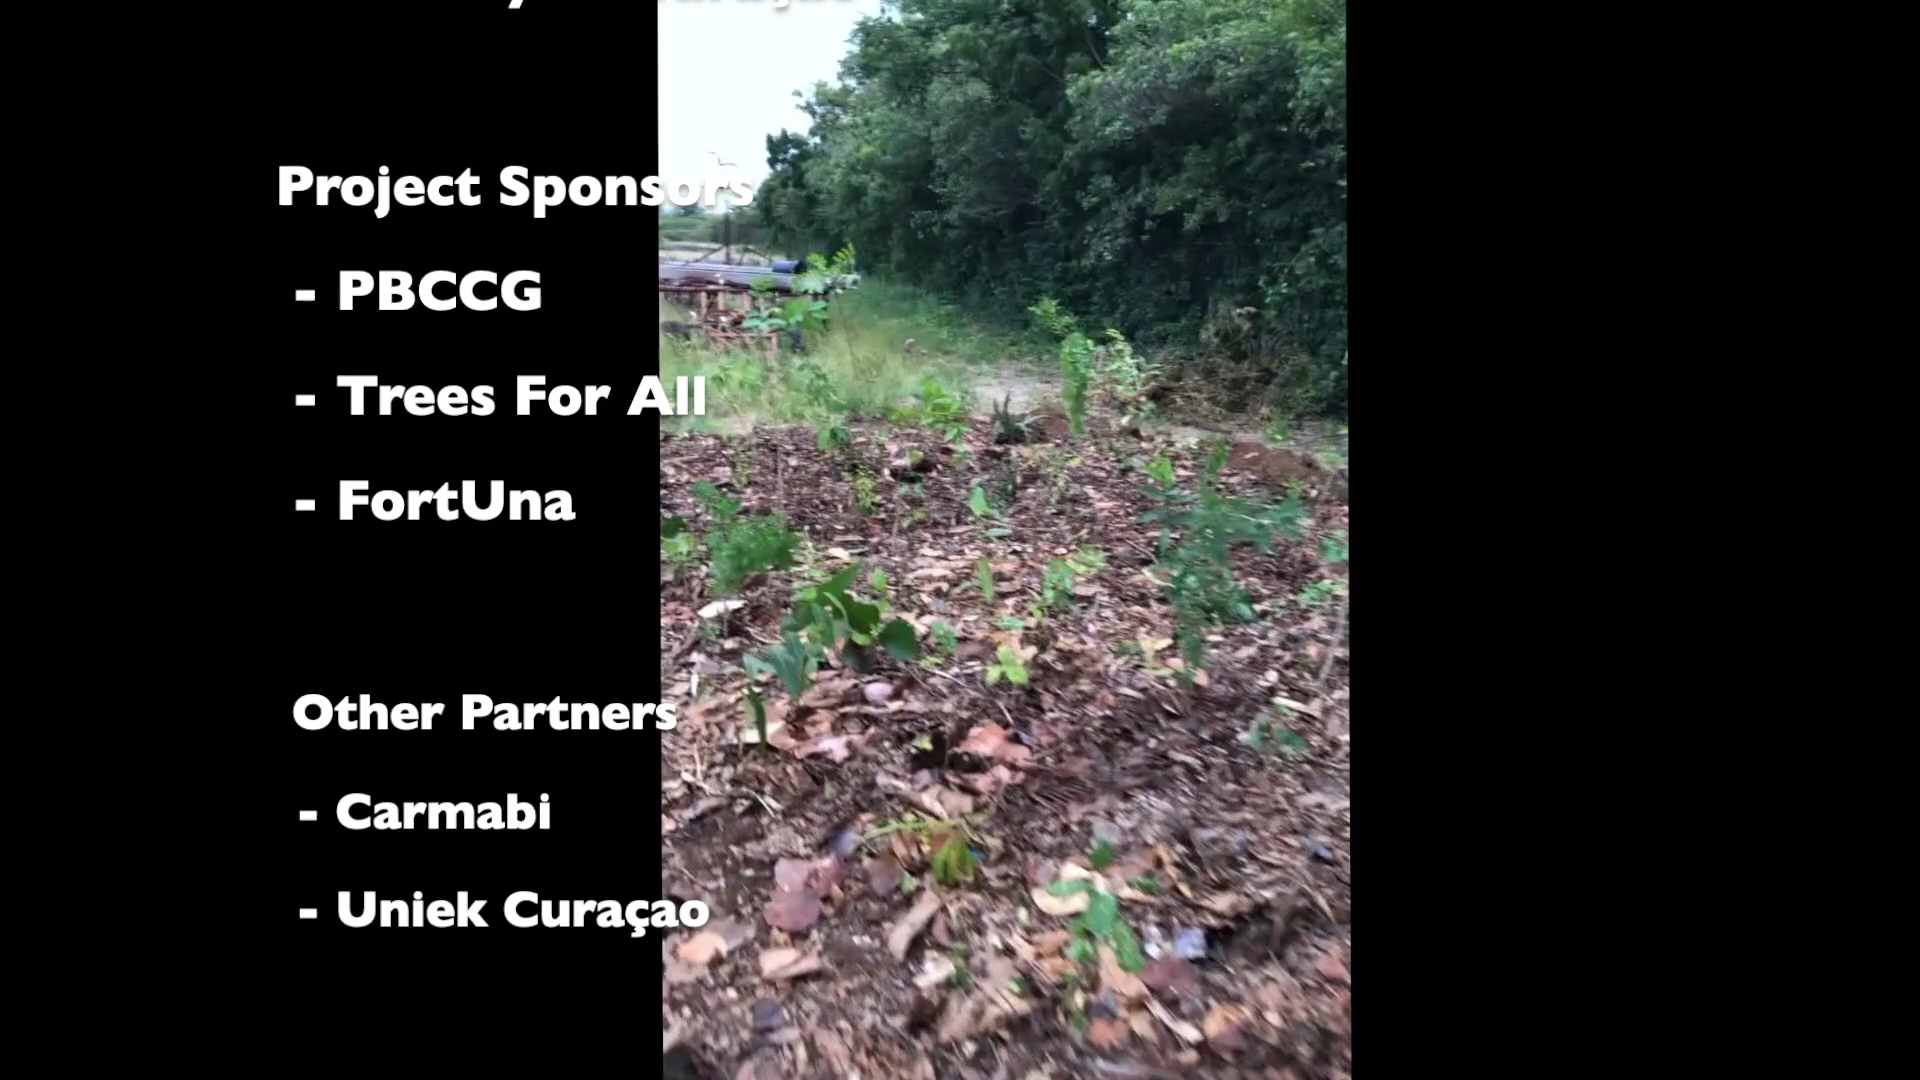 Project Sponsors
- PBCCG
- Trees For All
- FortUna
Other Partners
- Carmabi
- Uniek Curaçao